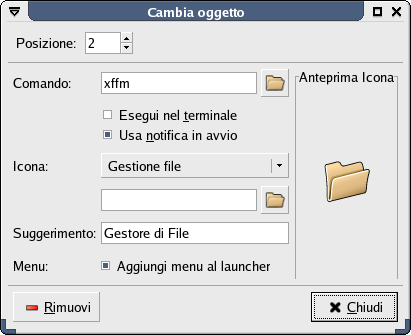 Cambia oggetto
Posizione: 2
Comando: xffm
Anteprima Icona
Esegui nel terminale
Usa notifica in avvio
Icona: Gestione file
Suggerimento: Gestore di File
Menu: Aggiungi menu al launcher
Rimuovi
Chiudi